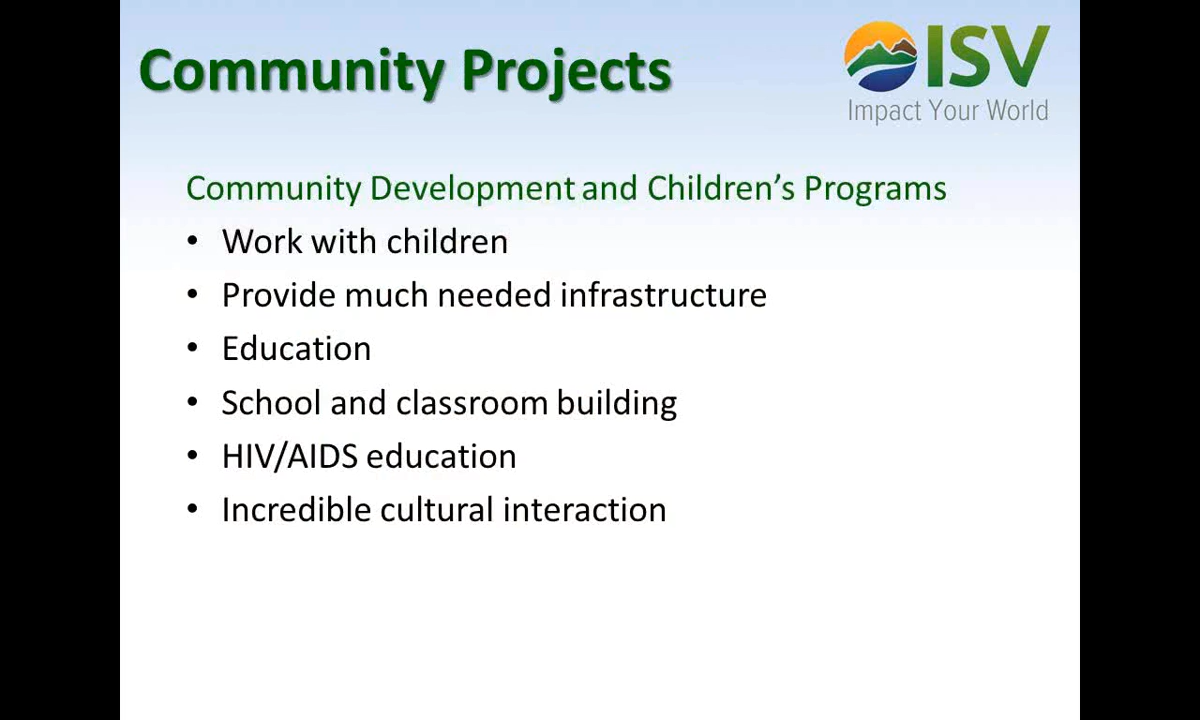 Community Projects
ISV
Impact Your World
Community Development and Children’s Programs
• Work with children
• Provide much needed infrastructure
• Education
• School and classroom building
• HIV/AIDS education
• Incredible cultural interaction